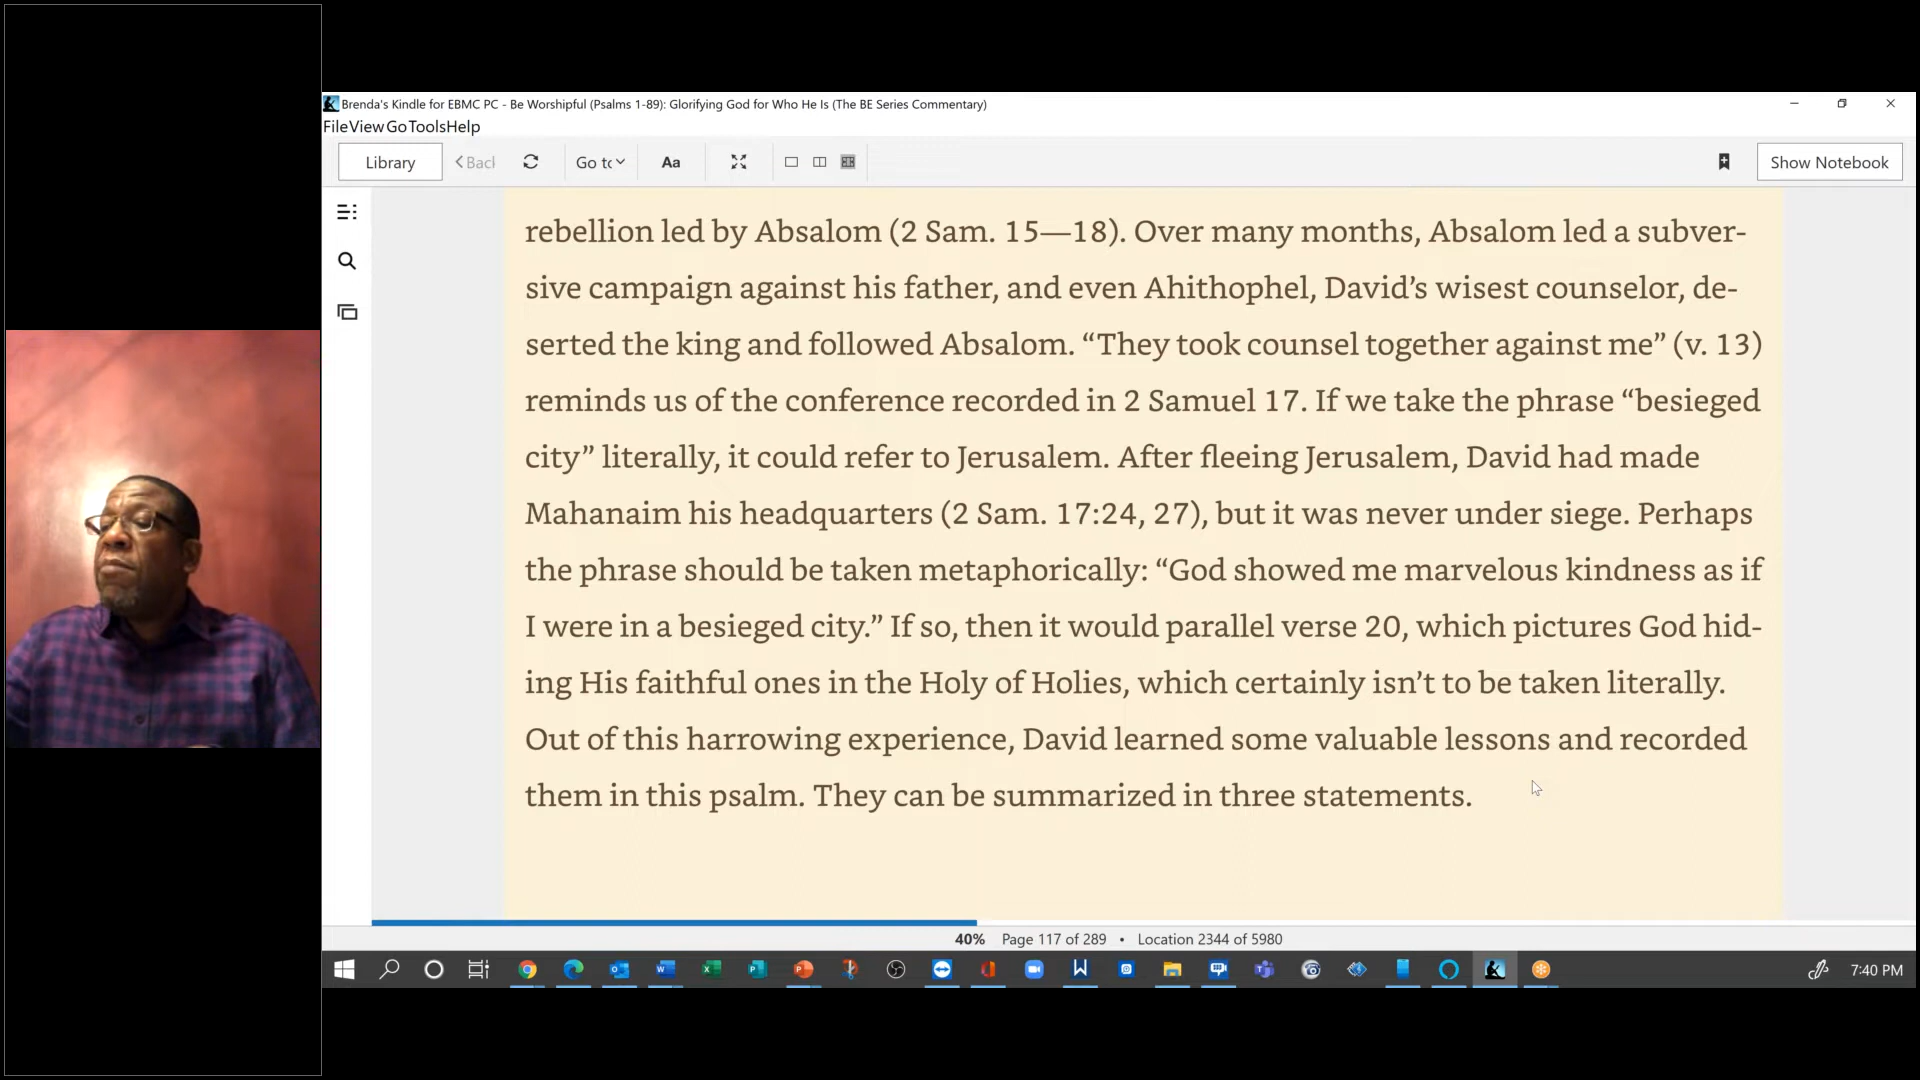 Brenda's Kindle for EBMC PC - Be Worshipful (Psalms 1-89): Glorifying God for Who He Is (The BE Series Commentary)
File View Go Tools Help
Library
Go to
Aa
Show Notebook
rebellion led by Absalom (2 Sam. 15—18). Over many months, Absalom led a subver-
sive campaign against his father, and even Ahithophel, David’s wisest counselor, de-
serted the king and followed Absalom. “They took counsel together against me” (v. 13)
reminds us of the conference recorded in 2 Samuel 17. If we take the phrase “besieged
city” literally, it could refer to Jerusalem. After fleeing Jerusalem, David had made
Mahanaim his headquarters (2 Sam. 17:24, 27), but it was never under siege. Perhaps
the phrase should be taken metaphorically: “God showed me marvelous kindness as if
I were in a besieged city.” If so, then it would parallel verse 20, which pictures God hid-
ing His faithful ones in the Holy of Holies, which certainly isn’t to be taken literally.
Out of this harrowing experience, David learned some valuable lessons and recorded
them in this psalm. They can be summarized in three statements.
40% Page 117 of 289 • Location 2344 of 5980
7:40 PM